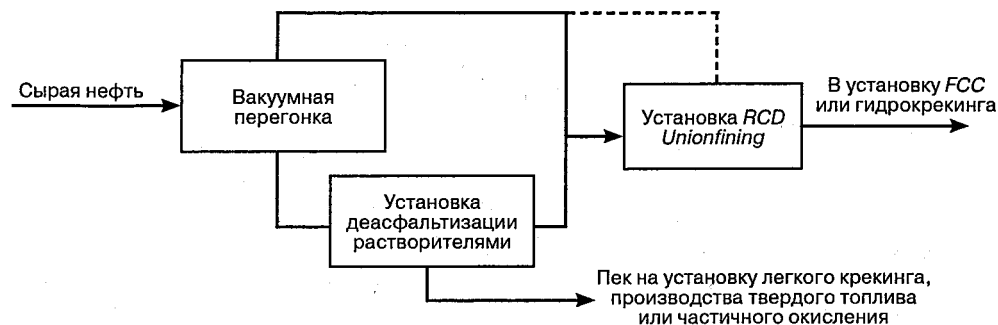 Сырая нефть
Вакуумная
перегонка
Установка RCD
Unionfining
В установку FCC
или гидрокрекинга
Установка
деасфальтизации
растворителями
Пек на установку легкого крекинга,
производства твердого топлива
или частичного окисления